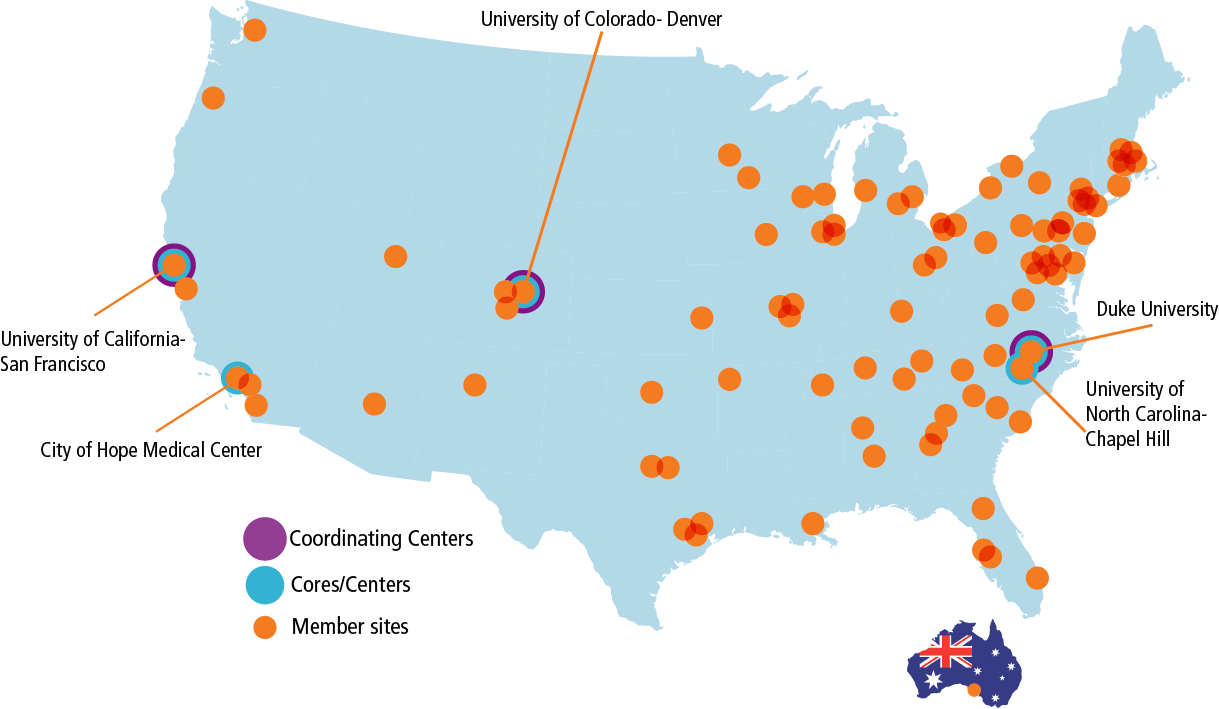 University of Colorado- Denver
Duke University
University of California-
San Francisco
University of
North Carolina-
Chapel Hill
City of Hope Medical Center
Coordinating Centers
Cores/Centers
Member sites